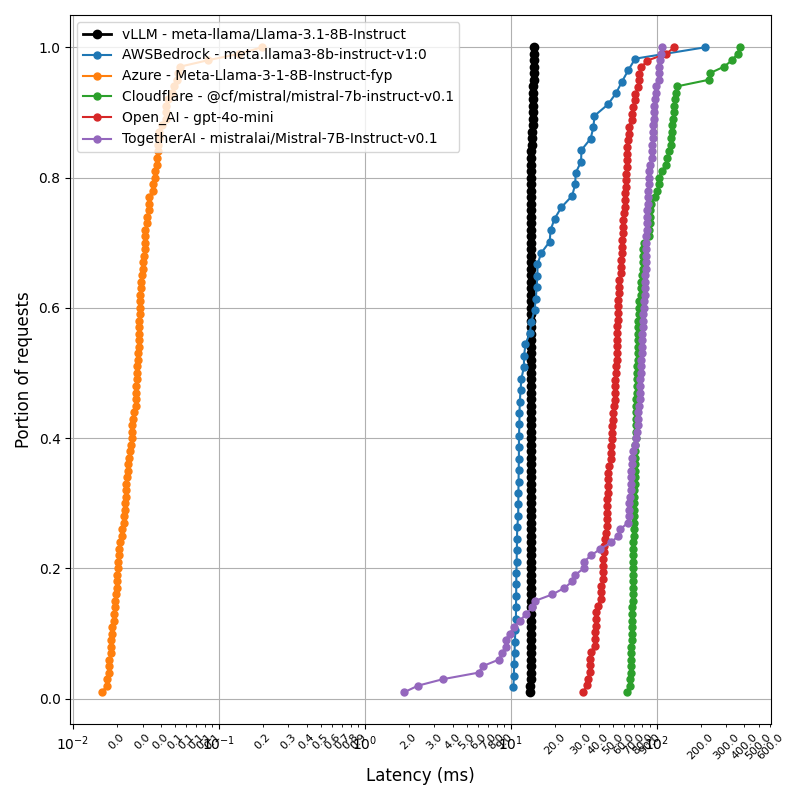 vLLM - meta-llama/Llama-3.1-8B-Instruct
AWSBedrock - meta.llama3-8b-instruct-v1:0
Azure - Meta-Llama-3-1-8B-Instruct-fyp
Cloudflare - @cf/mistral/mistral-7b-instruct-v0.1
Open_AI - gpt-4o-mini
TogetherAI - mistralai/Mistral-7B-Instruct-v0.1
Portion of requests
1.0
0.8
0.6
0.4
0.2
0.0
10⁻² 10⁻¹ 10⁰ 10¹ 10²
0.0 0.0 0.0 0.1 0.2 0.3 0.4 0.5 2.0 3.0 4.0 5.0 20.0 30.0 40.0 50.0 200.0 300.0 400.0 500.0 600.0
Latency (ms)